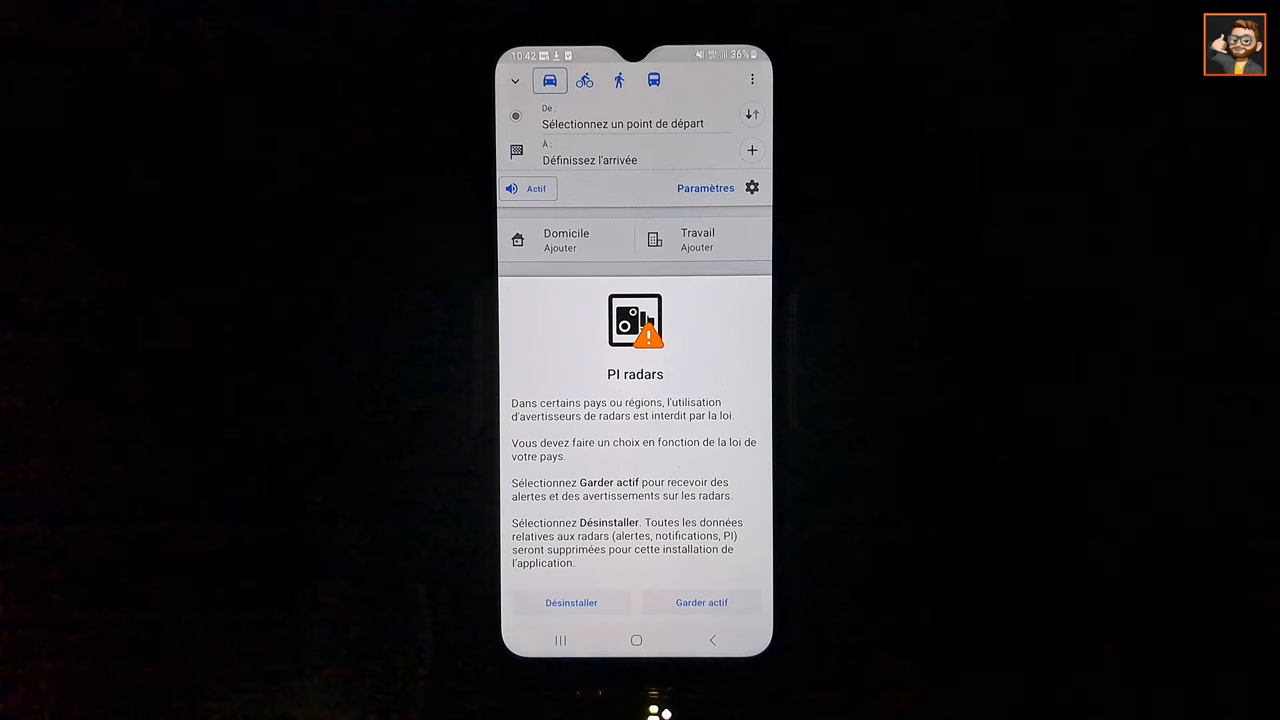 10:42
36%
De :
Sélectionnez un point de départ
À :
Définissez l'arrivée
Actif
Paramètres
Domicile
Ajouter
Travail
Ajouter
PI radars
Dans certains pays ou régions, l'utilisation
d'avertisseurs de radars est interdit par la loi.
Vous devez faire un choix en fonction de la loi de
votre pays.
Sélectionnez Garder actif pour recevoir des
alertes et des avertissements sur les radars.
Sélectionnez Désinstaller. Toutes les données
relatives aux radars (alertes, notifications, PI)
seront supprimées pour cette installation de
l'application.
Désinstaller
Garder actif